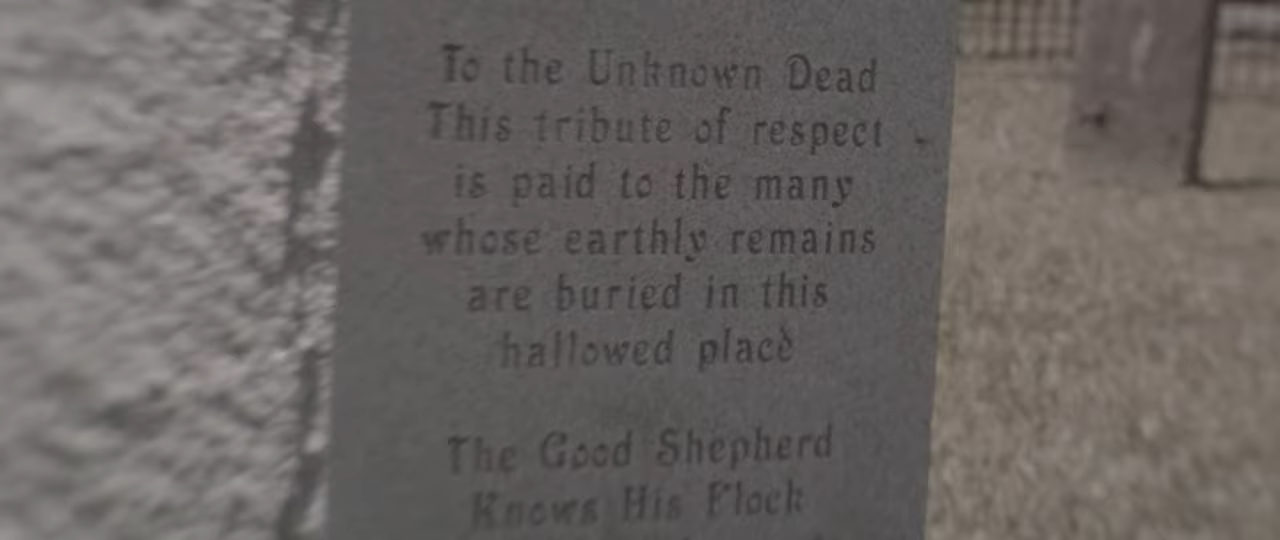 To the Unknown Dead
This tribute of respect
is paid to the many
whose earthly remains
are buried in this
hallowed place
The Good Shepherd
Knows His Flock